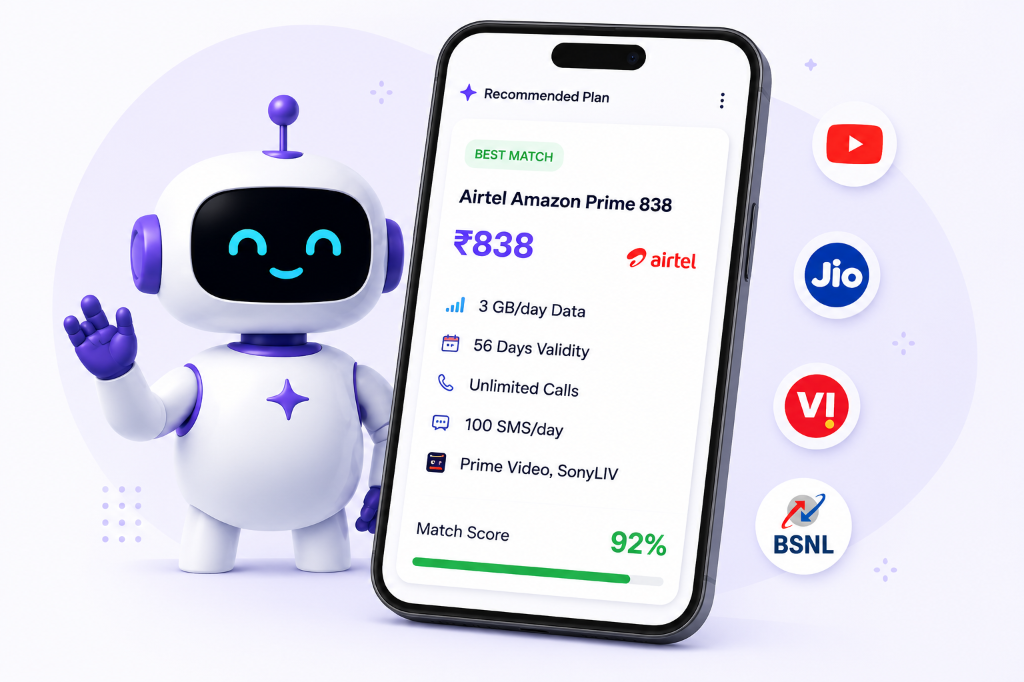 Recommended Plan
BEST MATCH
Airtel Amazon Prime 838
₹838
airtel
3 GB/day Data
56 Days Validity
Unlimited Calls
100 SMS/day
Prime Video, SonyLIV
Match Score
92%
Jio
VI
BSNL